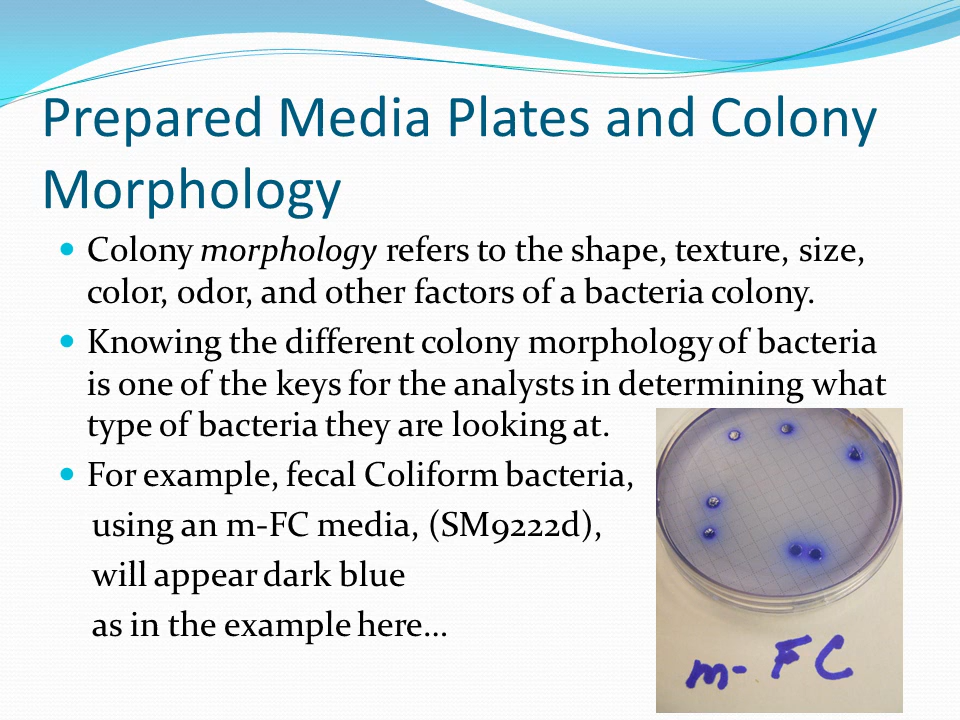 Prepared Media Plates and Colony
Morphology
• Colony morphology refers to the shape, texture, size,
color, odor, and other factors of a bacteria colony.
• Knowing the different colony morphology of bacteria
is one of the keys for the analysts in determining what
type of bacteria they are looking at.
• For example, fecal Coliform bacteria,
using an m-FC media, (SM9222d),
will appear dark blue
as in the example here...
m- FC